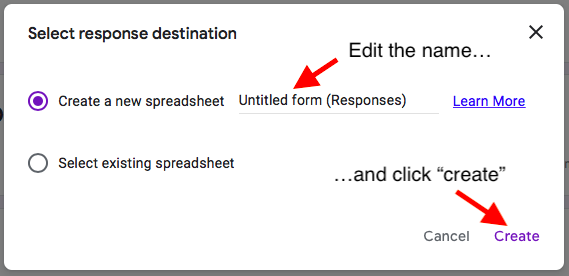 Select response destination
Edit the name…
Create a new spreadsheet Untitled form (Responses) Learn More
Select existing spreadsheet
…and click “create”
Cancel Create